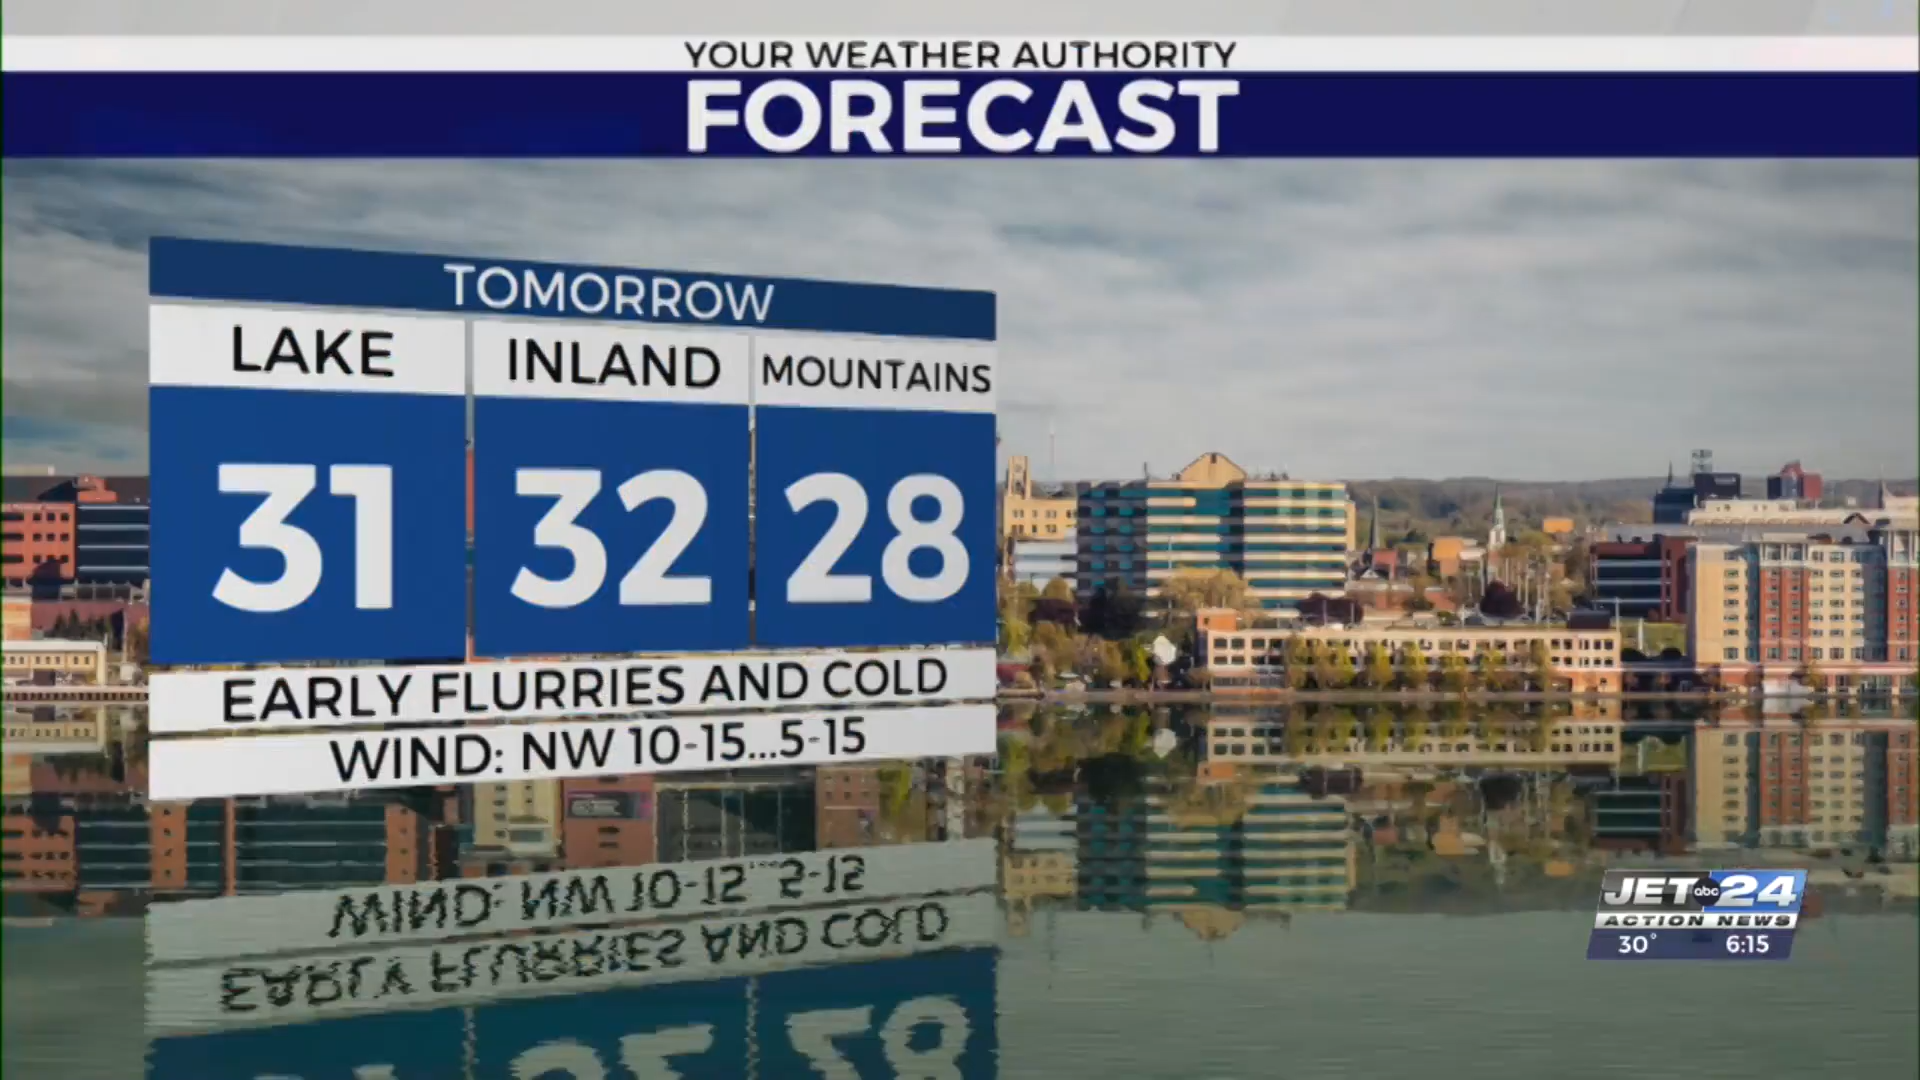 YOUR WEATHER AUTHORITY
FORECAST
TOMORROW
LAKE INLAND MOUNTAINS
31 32 28
EARLY FLURRIES AND COLD
WIND: NW 10-15...5-15
JET abc 24
ACTION NEWS
30° 6:15